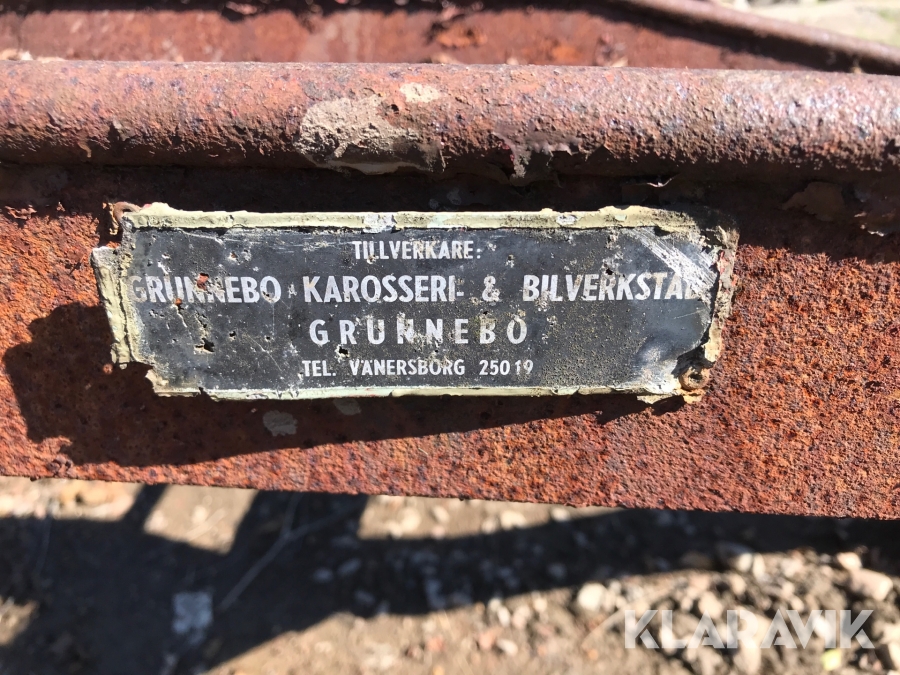 TILLVERKARE:
GRUNNEBO KAROSSERI- & BILVERKSTAD
GRUNNEBO
TEL. VÄNERSBORG 25019
KLARAVIK